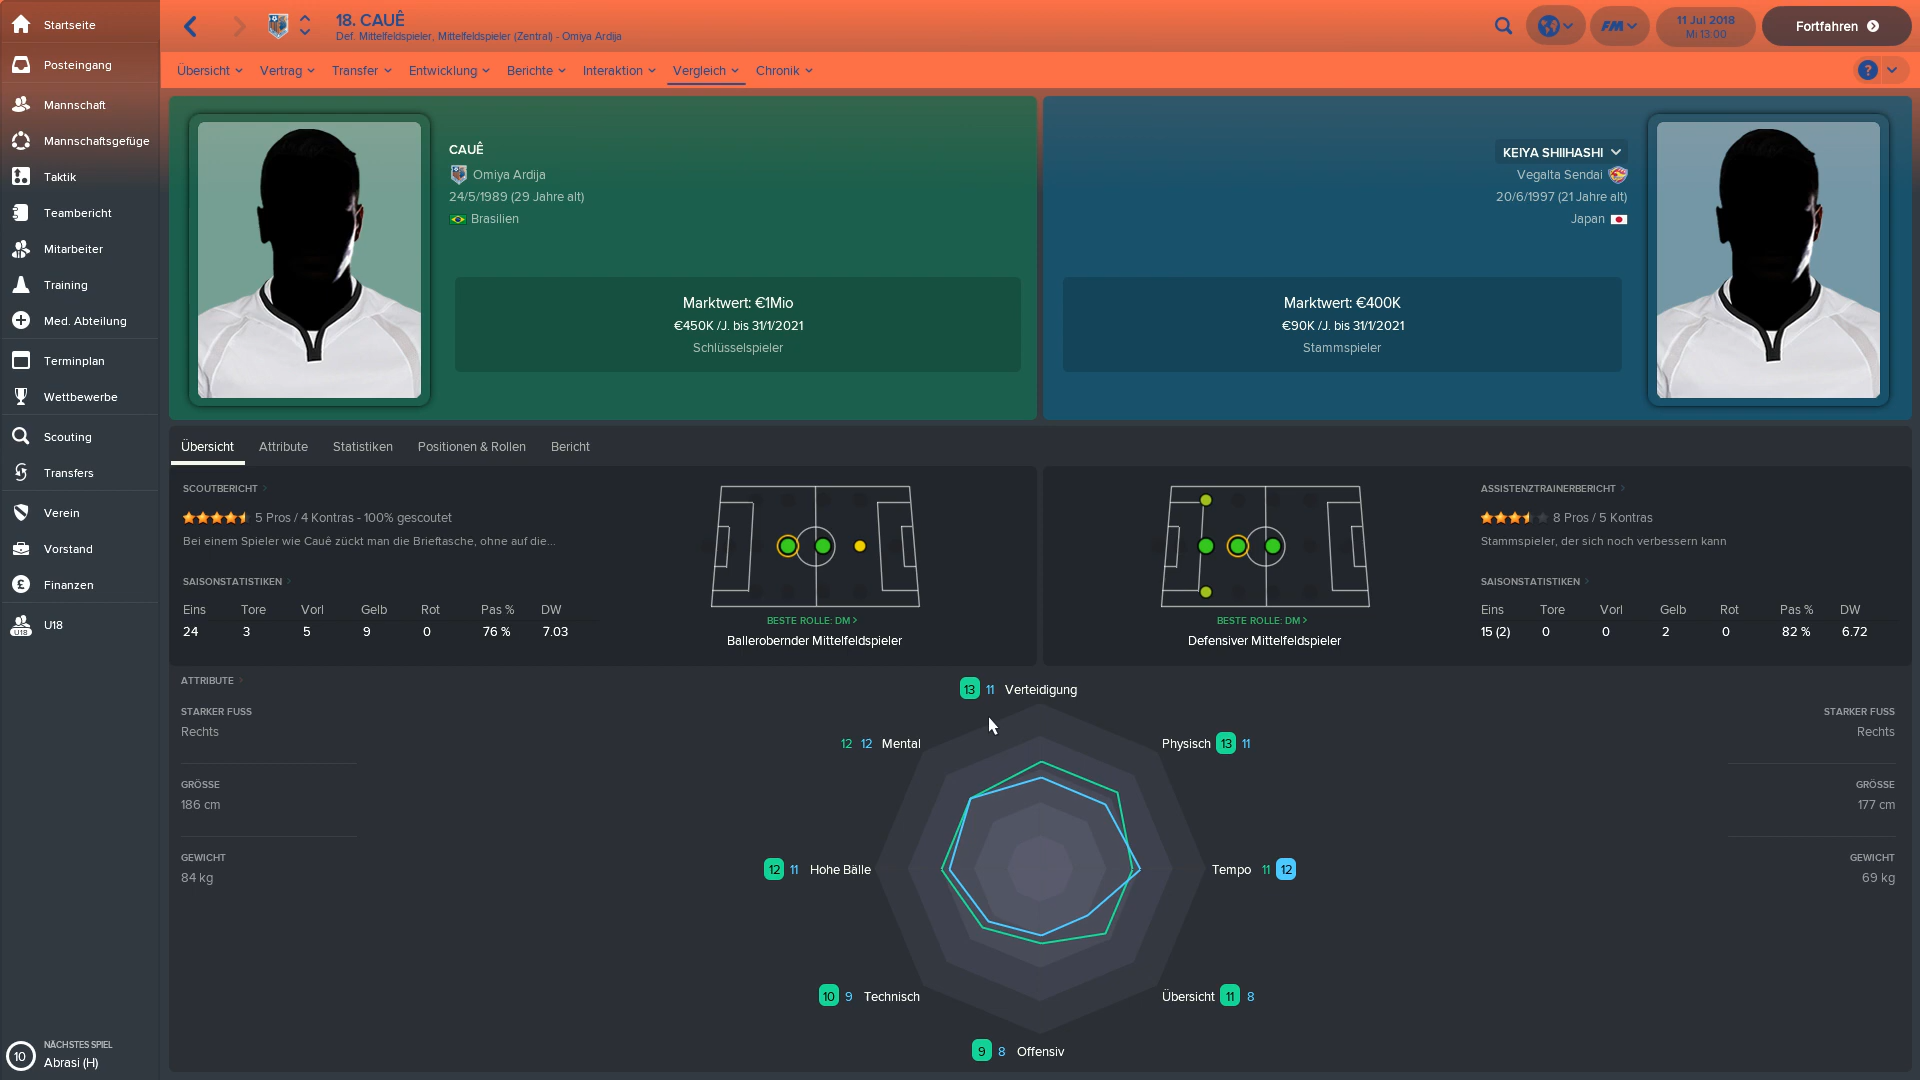 Startseite
Posteingang
Mannschaft
Mannschaftsgefüge
Taktik
Teambericht
Mitarbeiter
Training
Med. Abteilung
Terminplan
Wettbewerbe
Scouting
Transfers
Verein
Vorstand
Finanzen
U18
U18
10
NÄCHSTES SPIEL
Abrasi (H)
18. CAUÊ
Def. Mittelfeldspieler, Mittelfeldspieler (Zentral) - Omiya Ardija
FM
11 Jul 2018
Mi 13:00
Fortfahren
Übersicht Vertrag Transfer Entwicklung Berichte Interaktion Vergleich Chronik
?
CAUÊ
Omiya Ardija
24/5/1989 (29 Jahre alt)
Brasilien
Marktwert: €1Mio
€450K /J. bis 31/1/2021
Schlüsselspieler
KEIYA SHIIHASHI
Vegalta Sendai
20/6/1997 (21 Jahre alt)
Japan
Marktwert: €400K
€90K /J. bis 31/1/2021
Stammspieler
Übersicht Attribute Statistiken Positionen & Rollen Bericht
SCOUTBERICHT
5 Pros / 4 Kontras - 100% gescoutet
Bei einem Spieler wie Cauê zückt man die Brieftasche, ohne auf die...
SAISONSTATISTIKEN
Eins Tore Vorl Gelb Rot Pas % DW
24 3 5 9 0 76 % 7.03
BESTE ROLLE: DM
Ballerobernder Mittelfeldspieler
BESTE ROLLE: DM
Defensiver Mittelfeldspieler
ASSISTENZTRAINERBERICHT
8 Pros / 5 Kontras
Stammspieler, der sich noch verbessern kann
SAISONSTATISTIKEN
Eins Tore Vorl Gelb Rot Pas % DW
15 (2) 0 0 2 0 82 % 6.72
ATTRIBUTE
STARKER FUSS
Rechts
GRÖSSE
186 cm
GEWICHT
84 kg
13 11 Verteidigung
12 12 Mental
Physisch 13 11
12 11 Hohe Bälle
Tempo 11 12
10 9 Technisch
Übersicht 11 8
9 8 Offensiv
STARKER FUSS
Rechts
GRÖSSE
177 cm
GEWICHT
69 kg